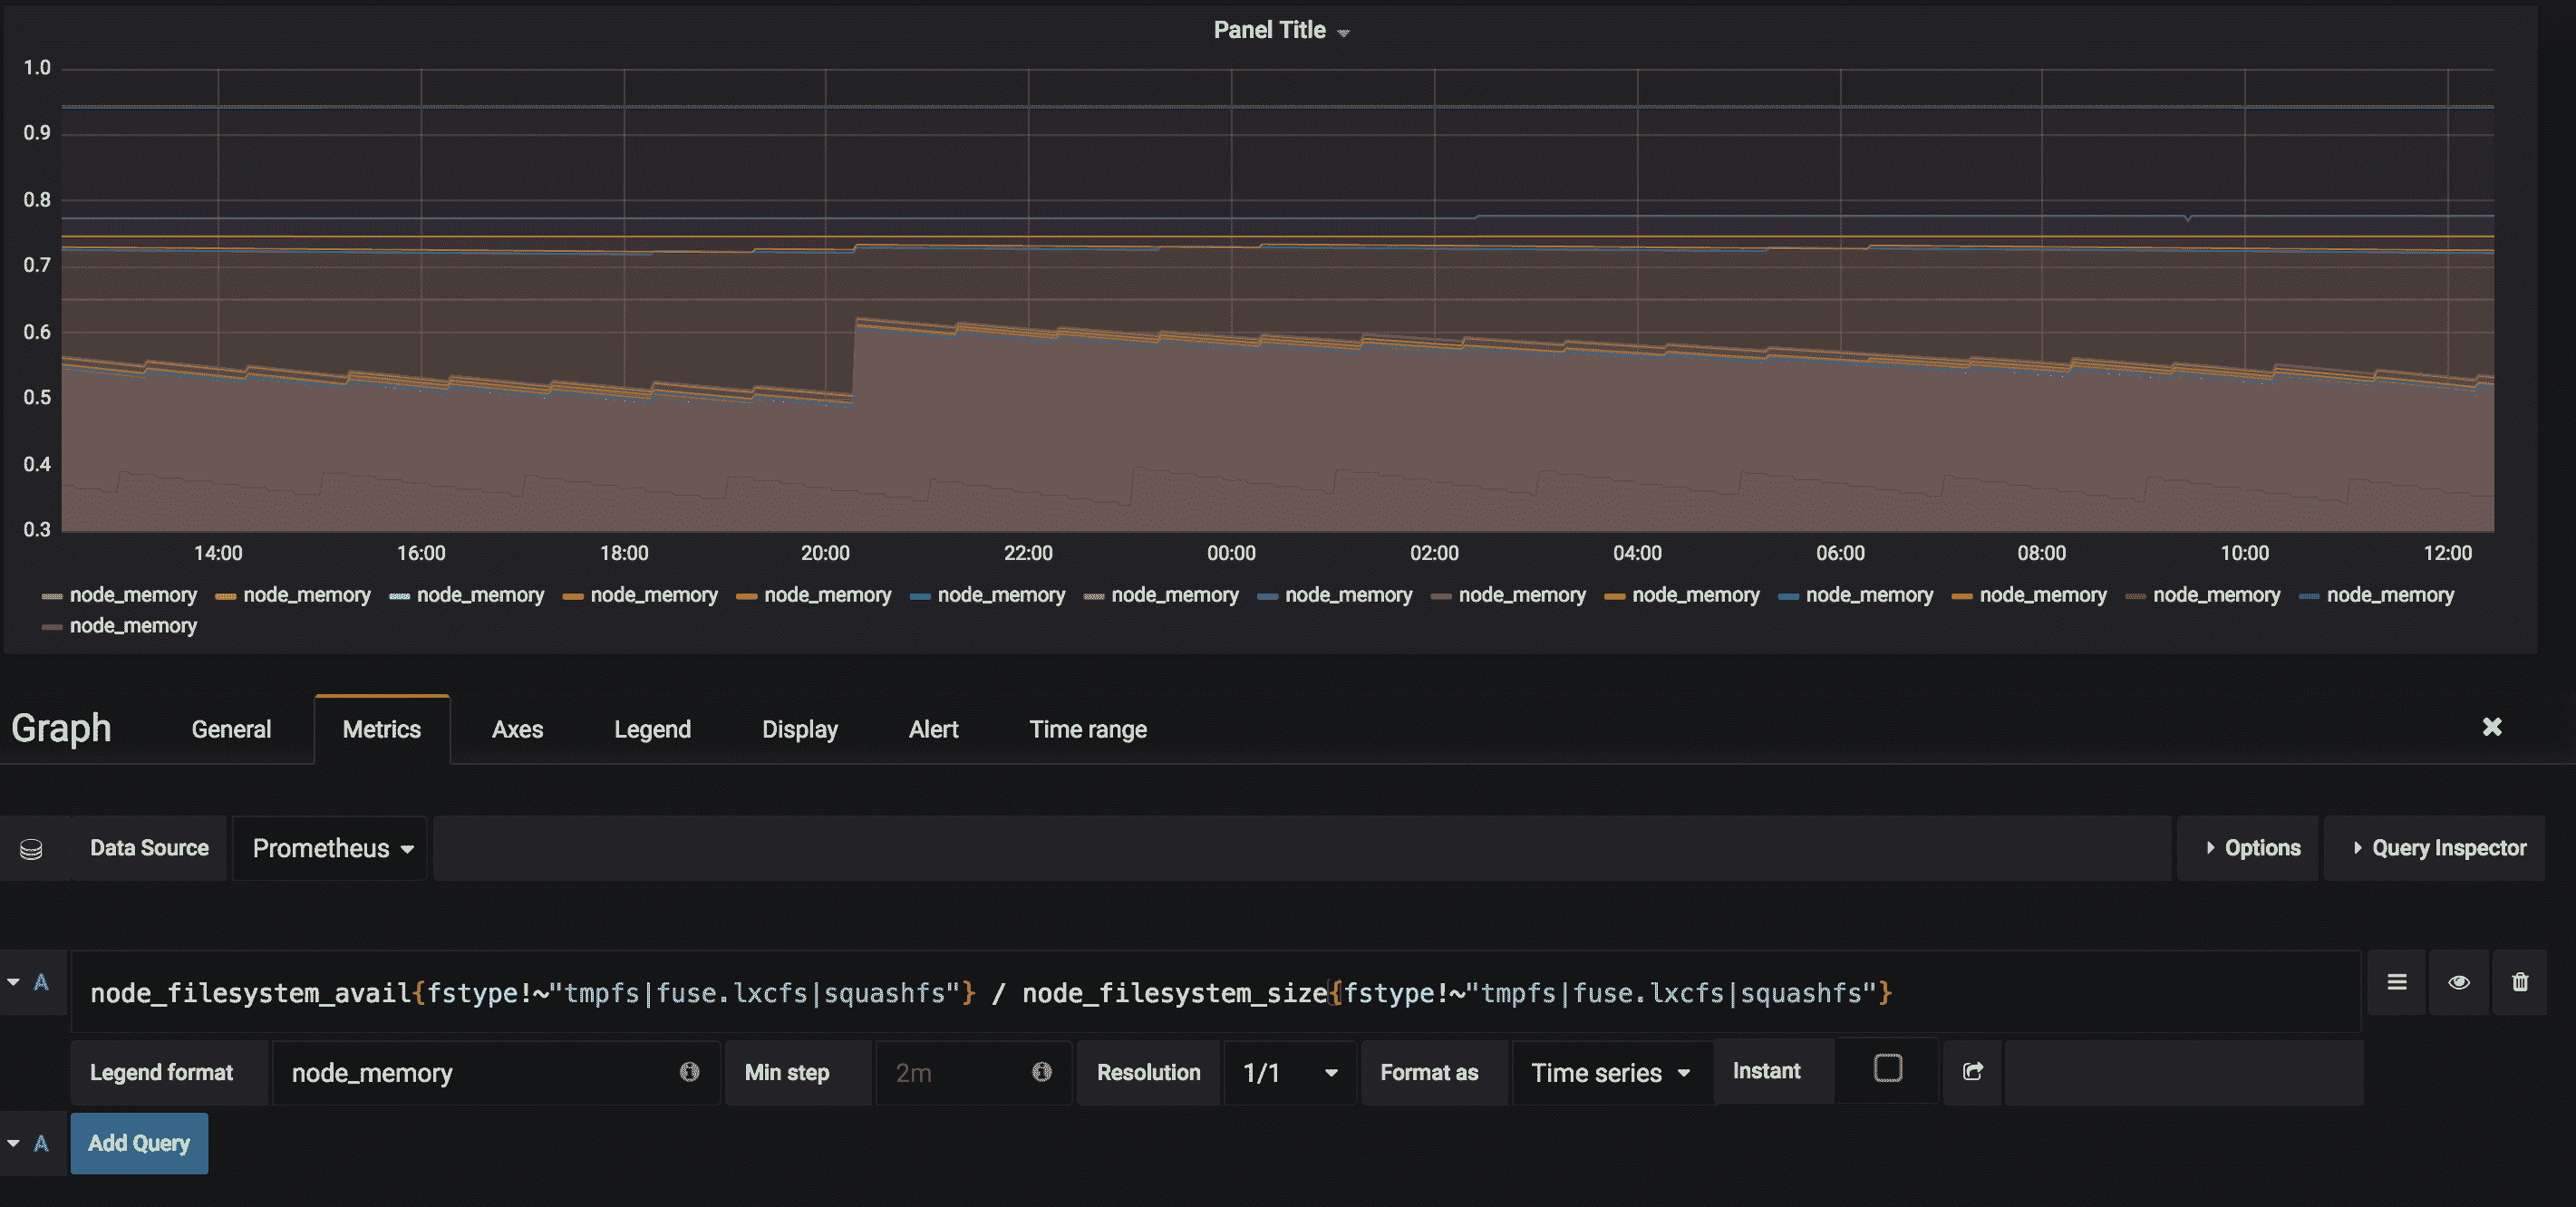 Panel Title
1.0
0.9
0.8
0.7
0.6
0.5
0.4
0.3
14:00 16:00 18:00 20:00 22:00 00:00 02:00 04:00 06:00 08:00 10:00 12:00
node_memory node_memory node_memory node_memory node_memory node_memory node_memory node_memory node_memory node_memory node_memory node_memory node_memory node_memory
node_memory
Graph General Metrics Axes Legend Display Alert Time range
Data Source Prometheus Options Query Inspector
A node_filesystem_avail{fstype!~"tmpfs|fuse.lxcfs|squashfs"} / node_filesystem_size{fstype!~"tmpfs|fuse.lxcfs|squashfs"}
Legend format node_memory Min step 2m Resolution 1/1 Format as Time series Instant
A Add Query